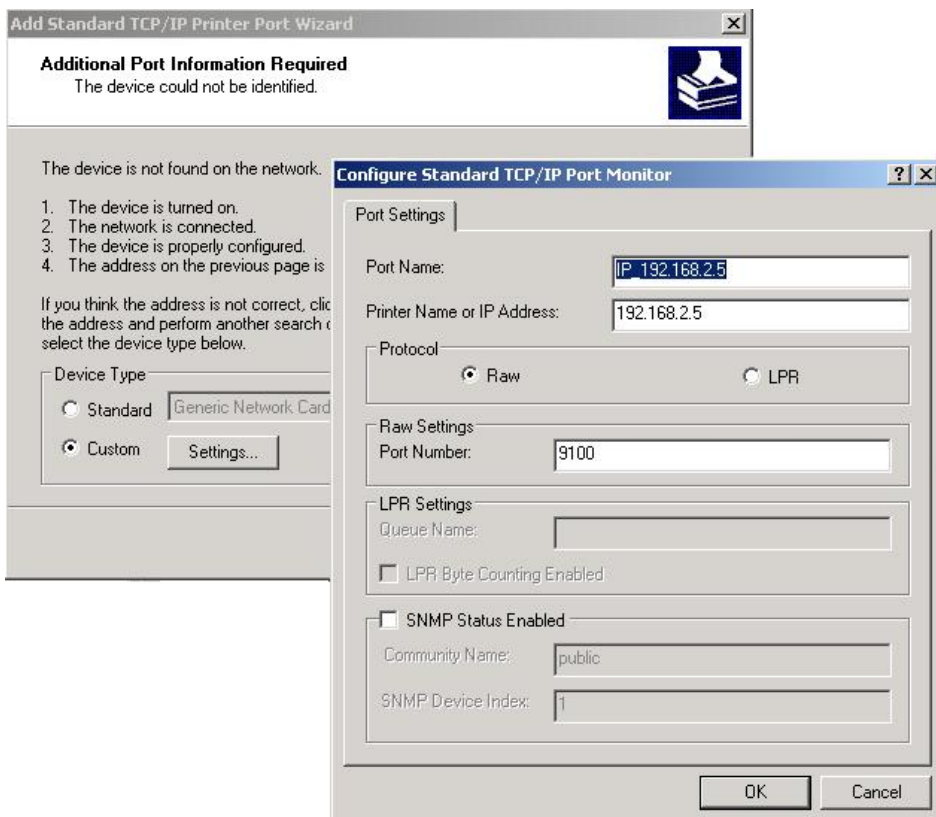 Add Standard TCP/IP Printer Port Wizard
Additional Port Information Required
The device could not be identified.
The device is not found on the network.
1. The device is turned on.
2. The network is connected.
3. The device is properly configured.
4. The address on the previous page is
If you think the address is not correct, clic
the address and perform another search o
select the device type below.
Device Type
Standard Generic Network Card
Custom Settings...
Configure Standard TCP/IP Port Monitor
Port Settings
Port Name: IP_192.168.2.5
Printer Name or IP Address: 192.168.2.5
Protocol
Raw LPR
Raw Settings
Port Number: 9100
LPR Settings
Queue Name:
LPR Byte Counting Enabled
SNMP Status Enabled
Community Name: public
SNMP Device Index: 1
OK Cancel